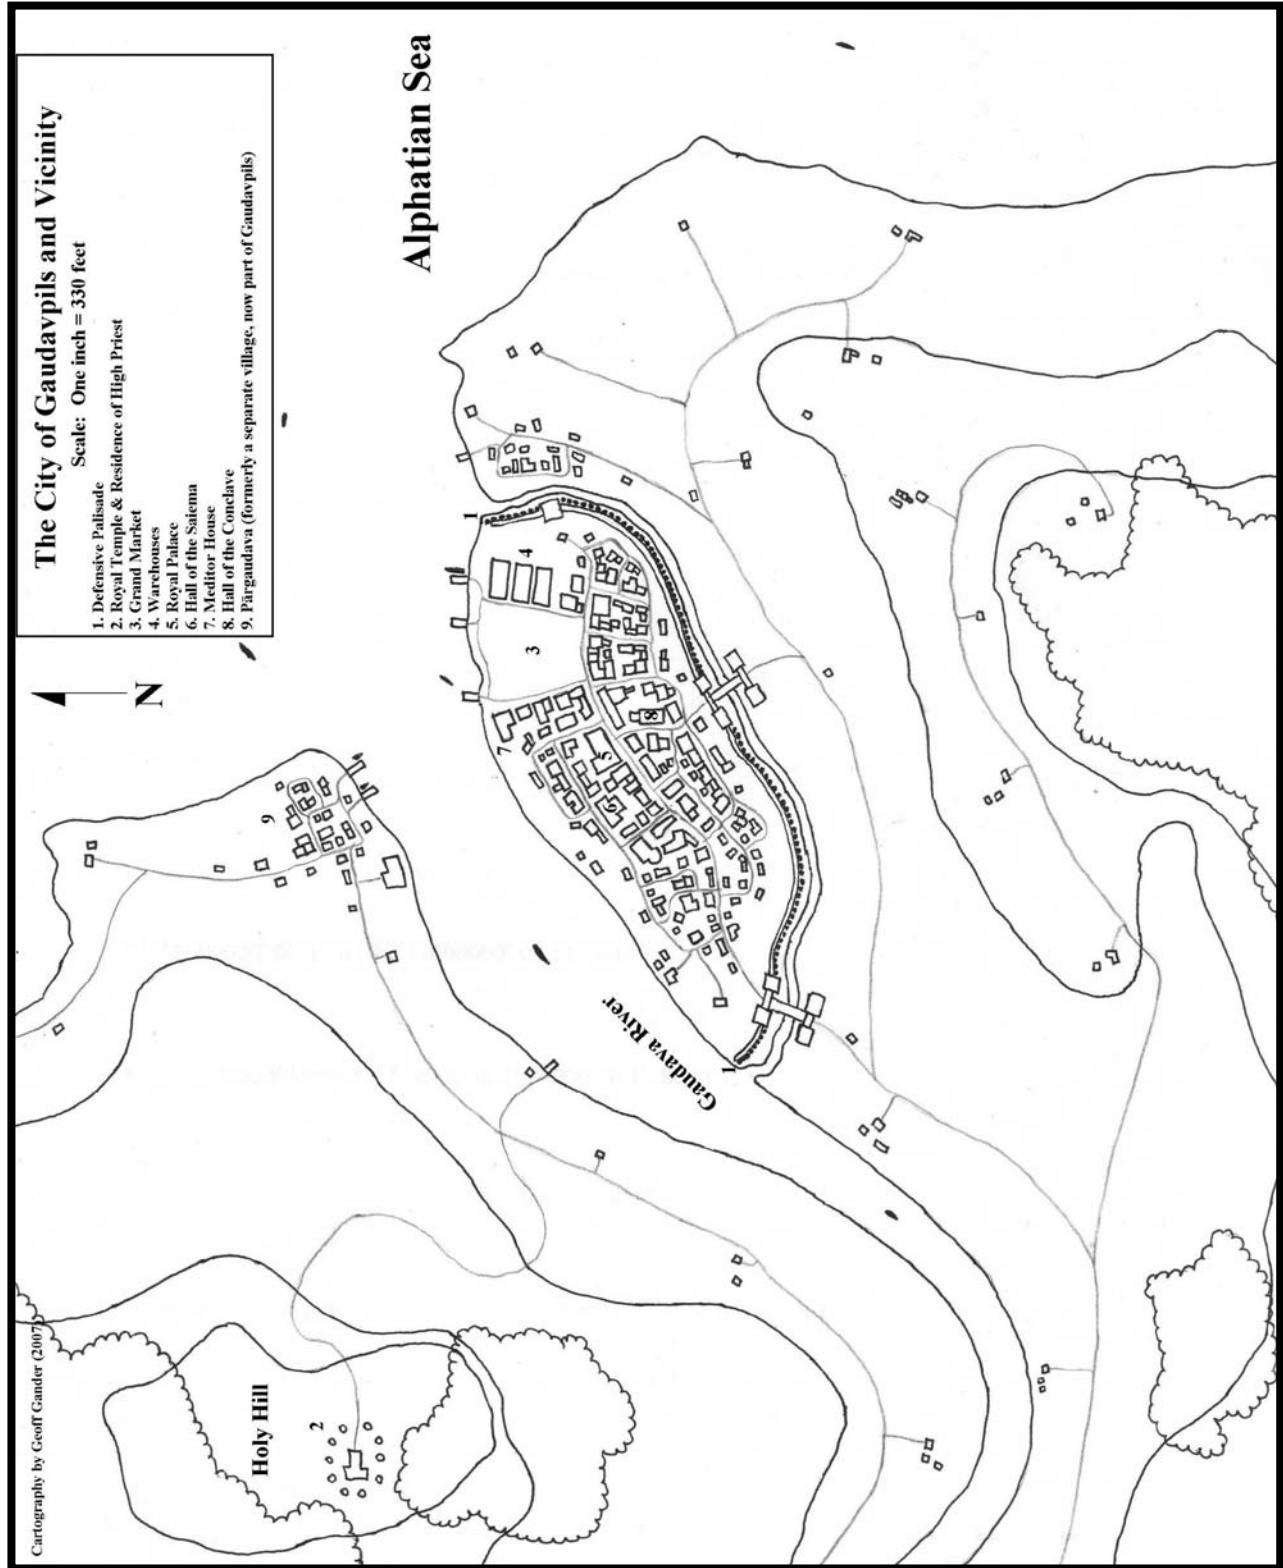 The City of Gaudavpils and Vicinity
Scale: One inch = 330 feet
1. Defensive Palisade
2. Royal Temple & Residence of High Priest
3. Grand Market
4. Warehouses
5. Royal Palace
6. Hall of the Saiema
7. Meditor House
8. Hall of the Conclave
9. Pārgaudava (formerly a separate village, now part of Gaudavpils)
N
Alphatian Sea
1
4
3
7
8
5
6
9
Gaudava River
1
2
Holy Hill
Cartography by Geoff Gander (2007)